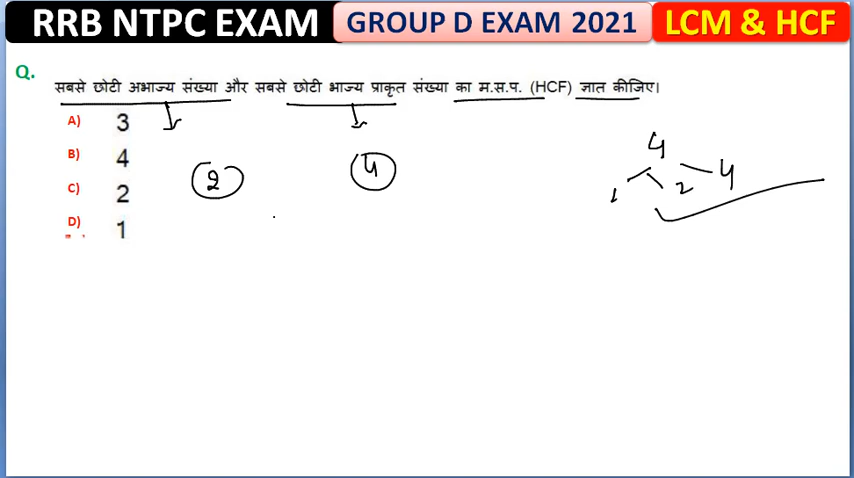 RRB NTPC EXAM GROUP D EXAM 2021 LCM & HCF
Q.
सबसे छोटी अभाज्य संख्या और सबसे छोटी भाज्य प्राकृत संख्या का म.स.प. (HCF) ज्ञात कीजिए।
A) 3
B) 4
C) 2
D) 1
2
4
4
1 2 4